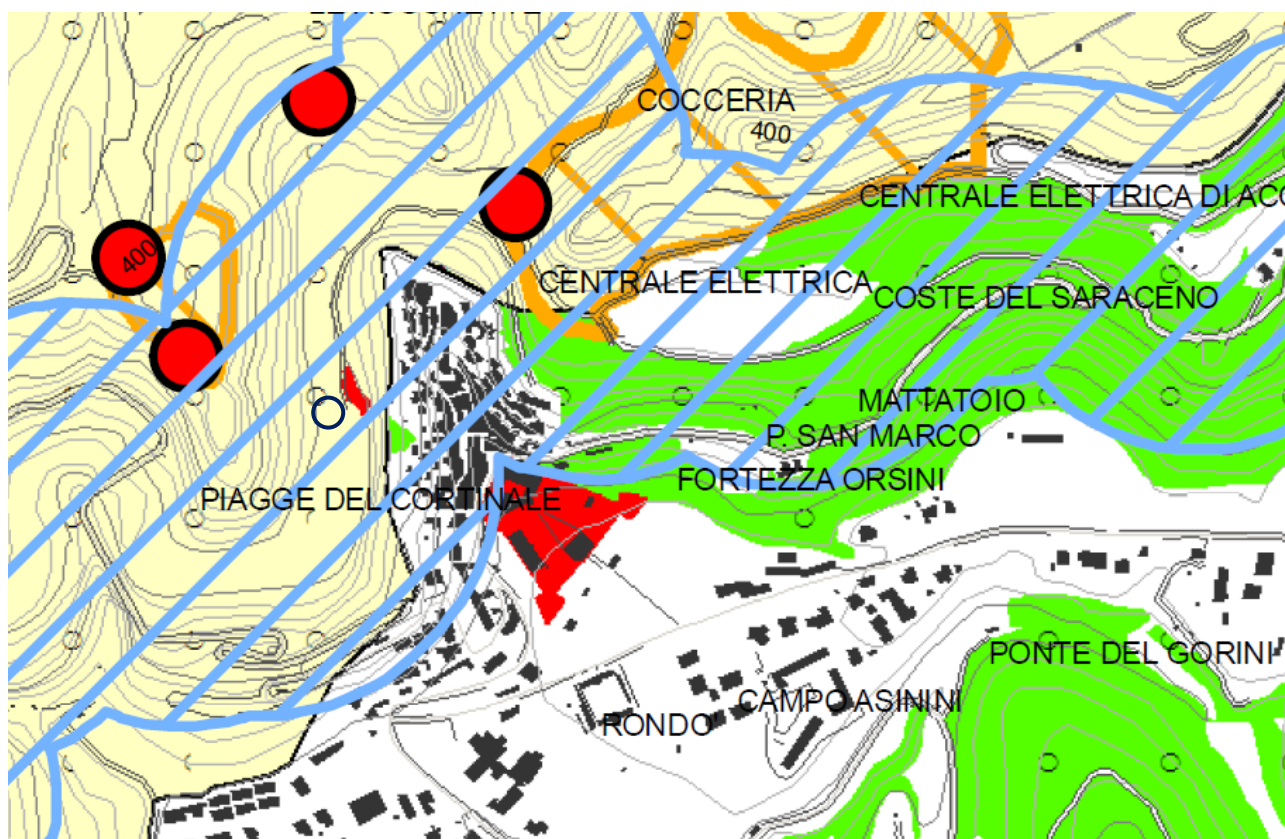 COCCERIA
400
CENTRALE ELETTRICA DI ACC
400
CENTRALE ELETTRICA
COSTE DEL SARACENO
MATTATOIO
P. SAN MARCO
FORTEZZA ORSINI
PIAGGE DEL CORTINALE
PONTE DEL GORINI
CAMPO ASININI
RONDO'